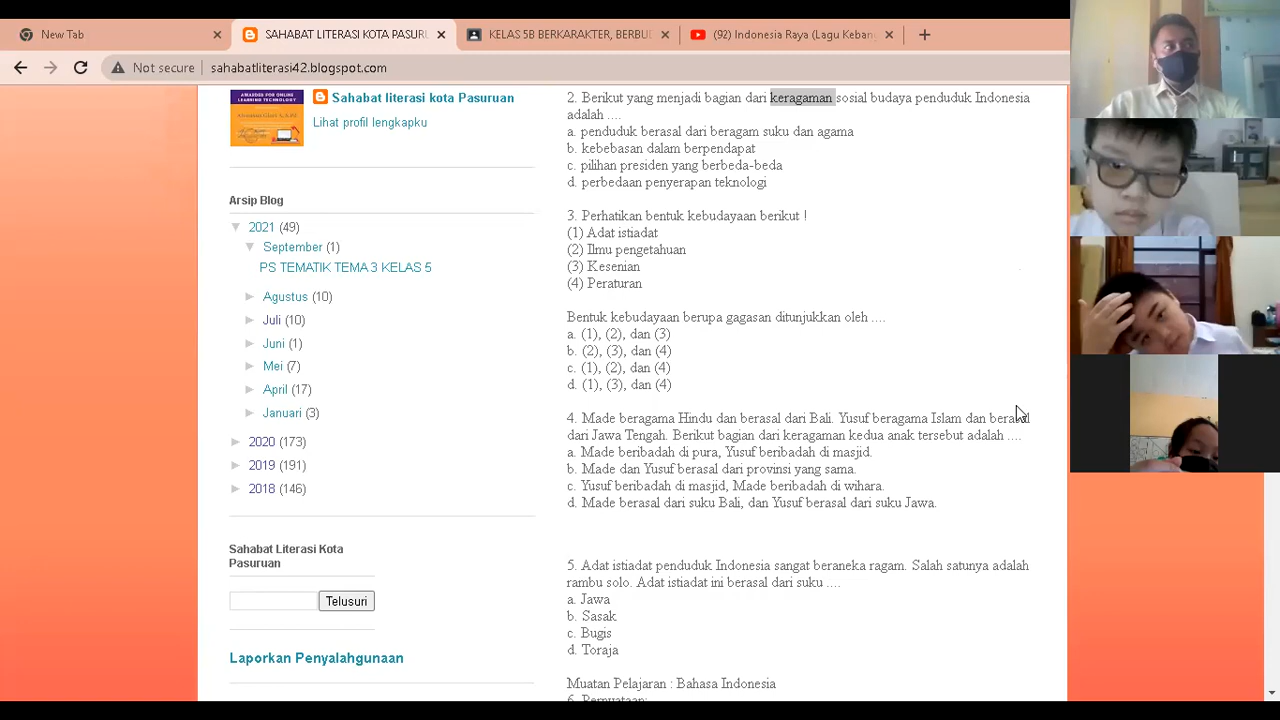 New Tab
SAHABAT LITERASI KOTA PASURU
KELAS 5B BERKARAKTER, BERBU
(92) Indonesia Raya (Lagu Kebang
Not secure
sahabatliterasi42.blogspot.com
Sahabat literasi kota Pasuruan
Lihat profil lengkapku
Arsip Blog
▼ 2021 (49)
▼ September (1)
PS TEMATIK TEMA 3 KELAS 5
► Agustus (10)
► Juli (10)
► Juni (1)
► Mei (7)
► April (17)
► Januari (3)
► 2020 (173)
► 2019 (191)
► 2018 (146)
Sahabat Literasi Kota
Pasuruan
Telusuri
Laporkan Penyalahgunaan
2. Berikut yang menjadi bagian dari keragaman sosial budaya penduduk Indonesia
adalah ....
a. penduduk berasal dari beragam suku dan agama
b. kebebasan dalam berpendapat
c. pilihan presiden yang berbeda-beda
d. perbedaan penyerapan teknologi
3. Perhatikan bentuk kebudayaan berikut !
(1) Adat istiadat
(2) Ilmu pengetahuan
(3) Kesenian
(4) Peraturan
Bentuk kebudayaan berupa gagasan ditunjukkan oleh ....
a. (1), (2), dan (3)
b. (2), (3), dan (4)
c. (1), (2), dan (4)
d. (1), (3), dan (4)
4. Made beragama Hindu dan berasal dari Bali. Yusuf beragama Islam dan berasal
dari Jawa Tengah. Berikut bagian dari keragaman kedua anak tersebut adalah ....
a. Made beribadah di pura, Yusuf beribadah di masjid.
b. Made dan Yusuf berasal dari provinsi yang sama.
c. Yusuf beribadah di masjid, Made beribadah di wihara.
d. Made berasal dari suku Bali, dan Yusuf berasal dari suku Jawa.
5. Adat istiadat penduduk Indonesia sangat beraneka ragam. Salah satunya adalah
rambu solo. Adat istiadat ini berasal dari suku ....
a. Jawa
b. Sasak
c. Bugis
d. Toraja
Muatan Pelajaran : Bahasa Indonesia
6. Pernyataan: